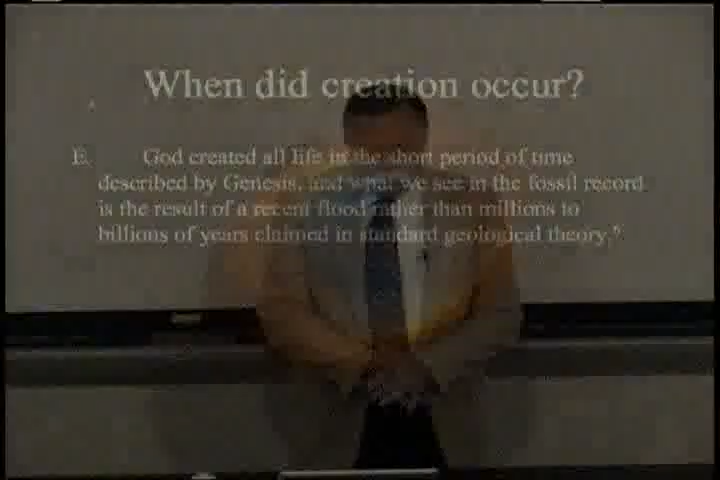 When did creation occur?
E. God created all life in the short period of time
described by Genesis, and what we see in the fossil record
is the result of a recent flood rather than millions to
billions of years claimed in standard geological theory."